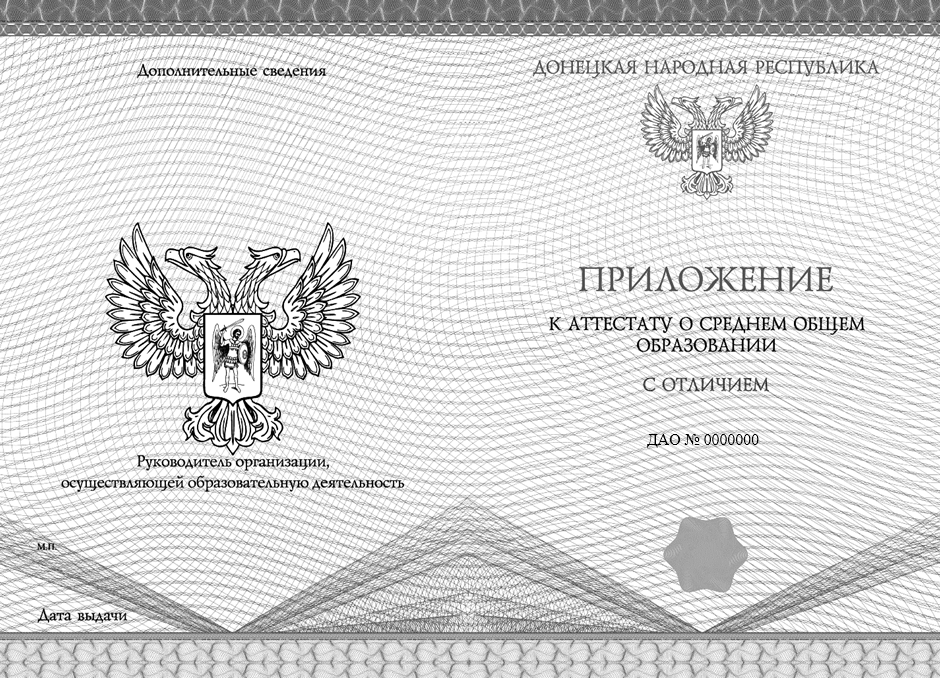 Дополнительные сведения
Руководитель организации,
осуществляющей образовательную деятельность
м.п.
Дата выдачи
ДОНЕЦКАЯ НАРОДНАЯ РЕСПУБЛИКА
ПРИЛОЖЕНИЕ
К АТТЕСТАТУ О СРЕДНЕМ ОБЩЕМ
ОБРАЗОВАНИИ
С ОТЛИЧИЕМ
ДАО № 0000000